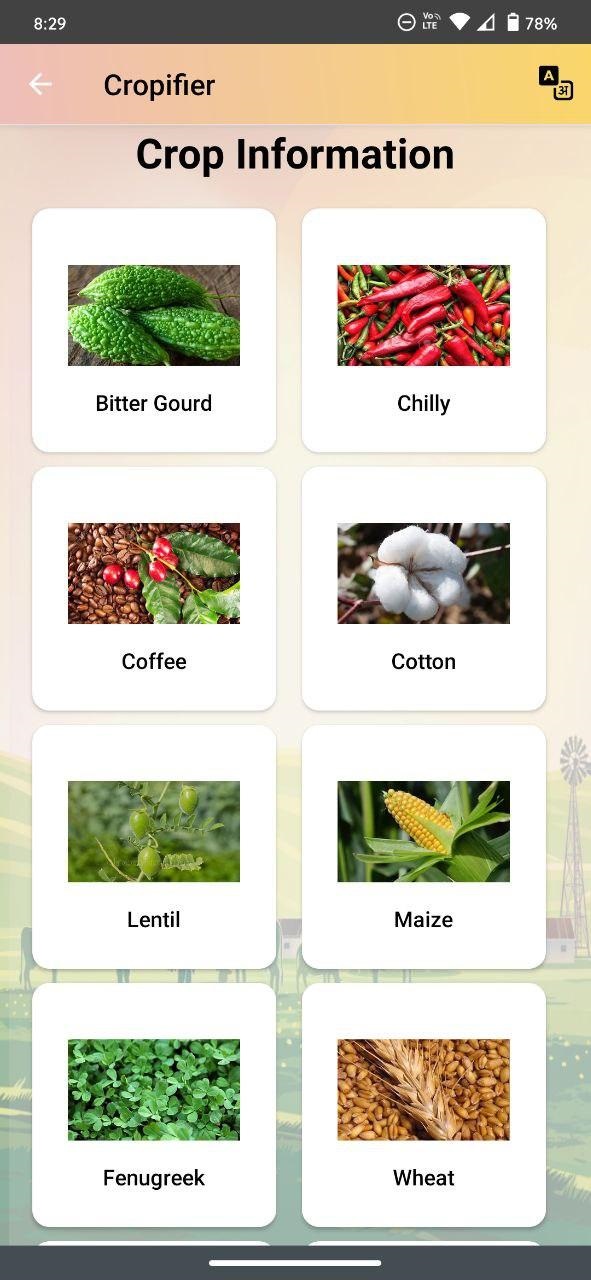 8:29
Vo
LTE
78%
Cropifier
A
अ
Crop Information
Bitter Gourd
Chilly
Coffee
Cotton
Lentil
Maize
Fenugreek
Wheat